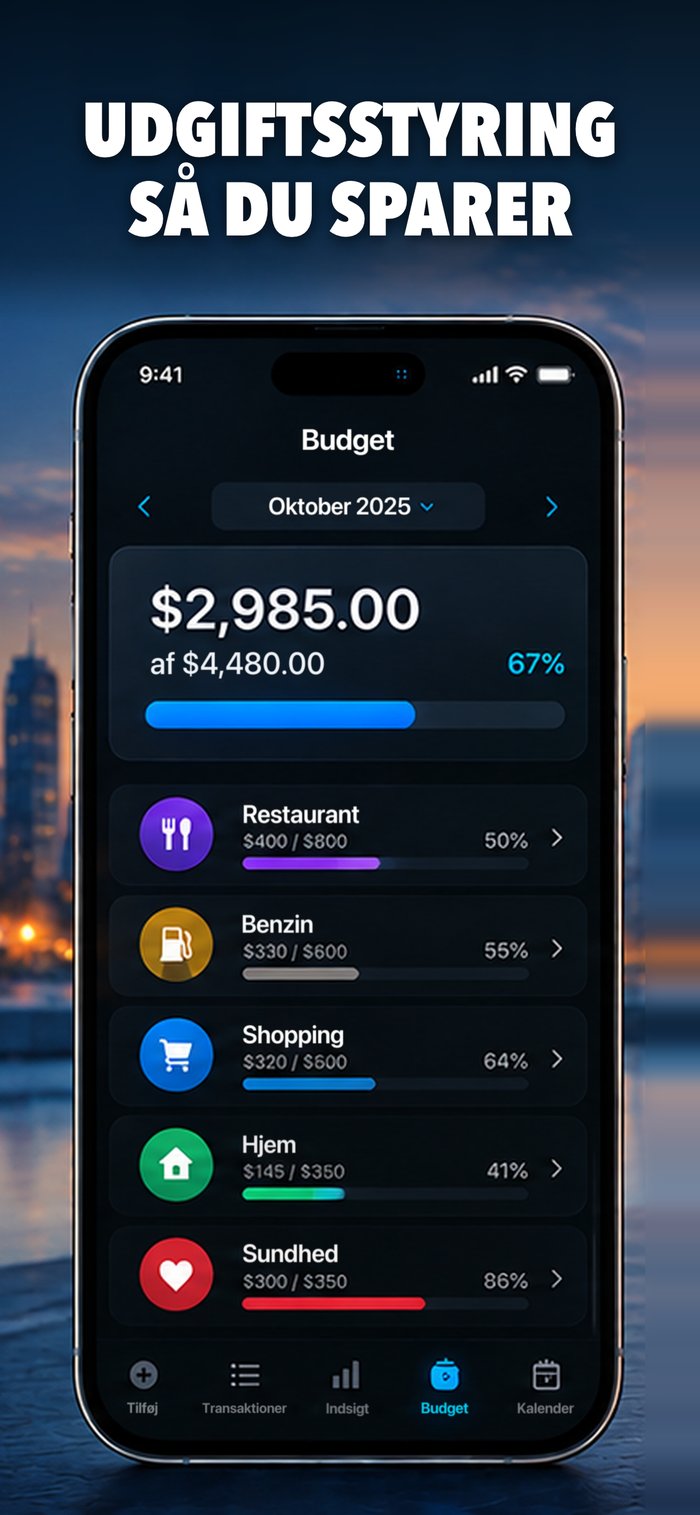 UDGIFTSSTYRING
SÅ DU SPARER
9:41
Budget
Oktober 2025
$2,985.00
af $4,480.00
67%
Restaurant
$400 / $800
50%
Benzin
$330 / $600
55%
Shopping
$320 / $600
64%
Hjem
$145 / $350
41%
Sundhed
$300 / $350
86%
Tilføj
Transaktioner
Indsigt
Budget
Kalender